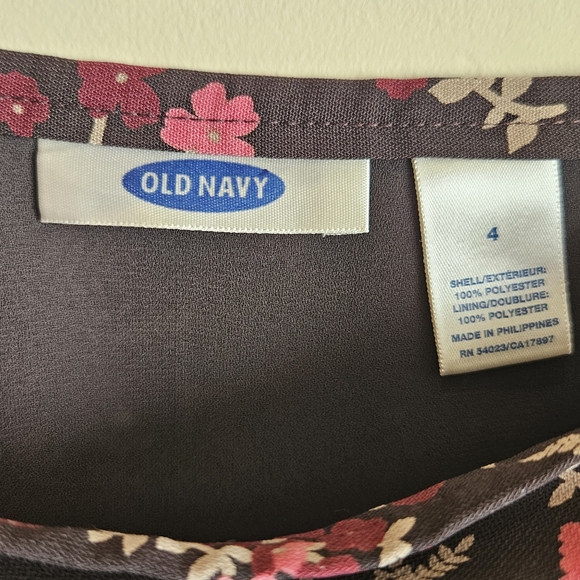 OLD NAVY
4
SHELL/EXTÉRIEUR:
100% POLYESTER
LINING/DOUBLURE:
100% POLYESTER
MADE IN PHILIPPINES
RN 54023/CA17897